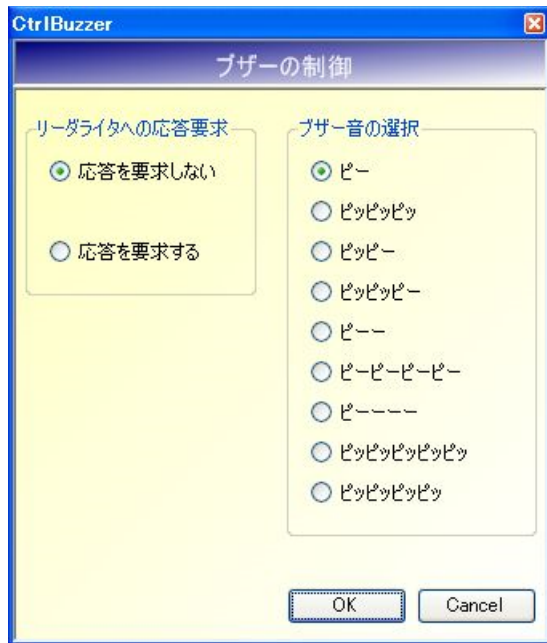 CtrlBuzzer
ブザーの制御
リーダライタへの応答要求
応答を要求しない
応答を要求する
ブザー音の選択
ピー
ピッピッピッ
ピッピー
ピッピッピー
ピーー
ピーピーピーピー
ピーーーー
ピッピッピッピッピッ
ピッピッピッピッ
OK
Cancel